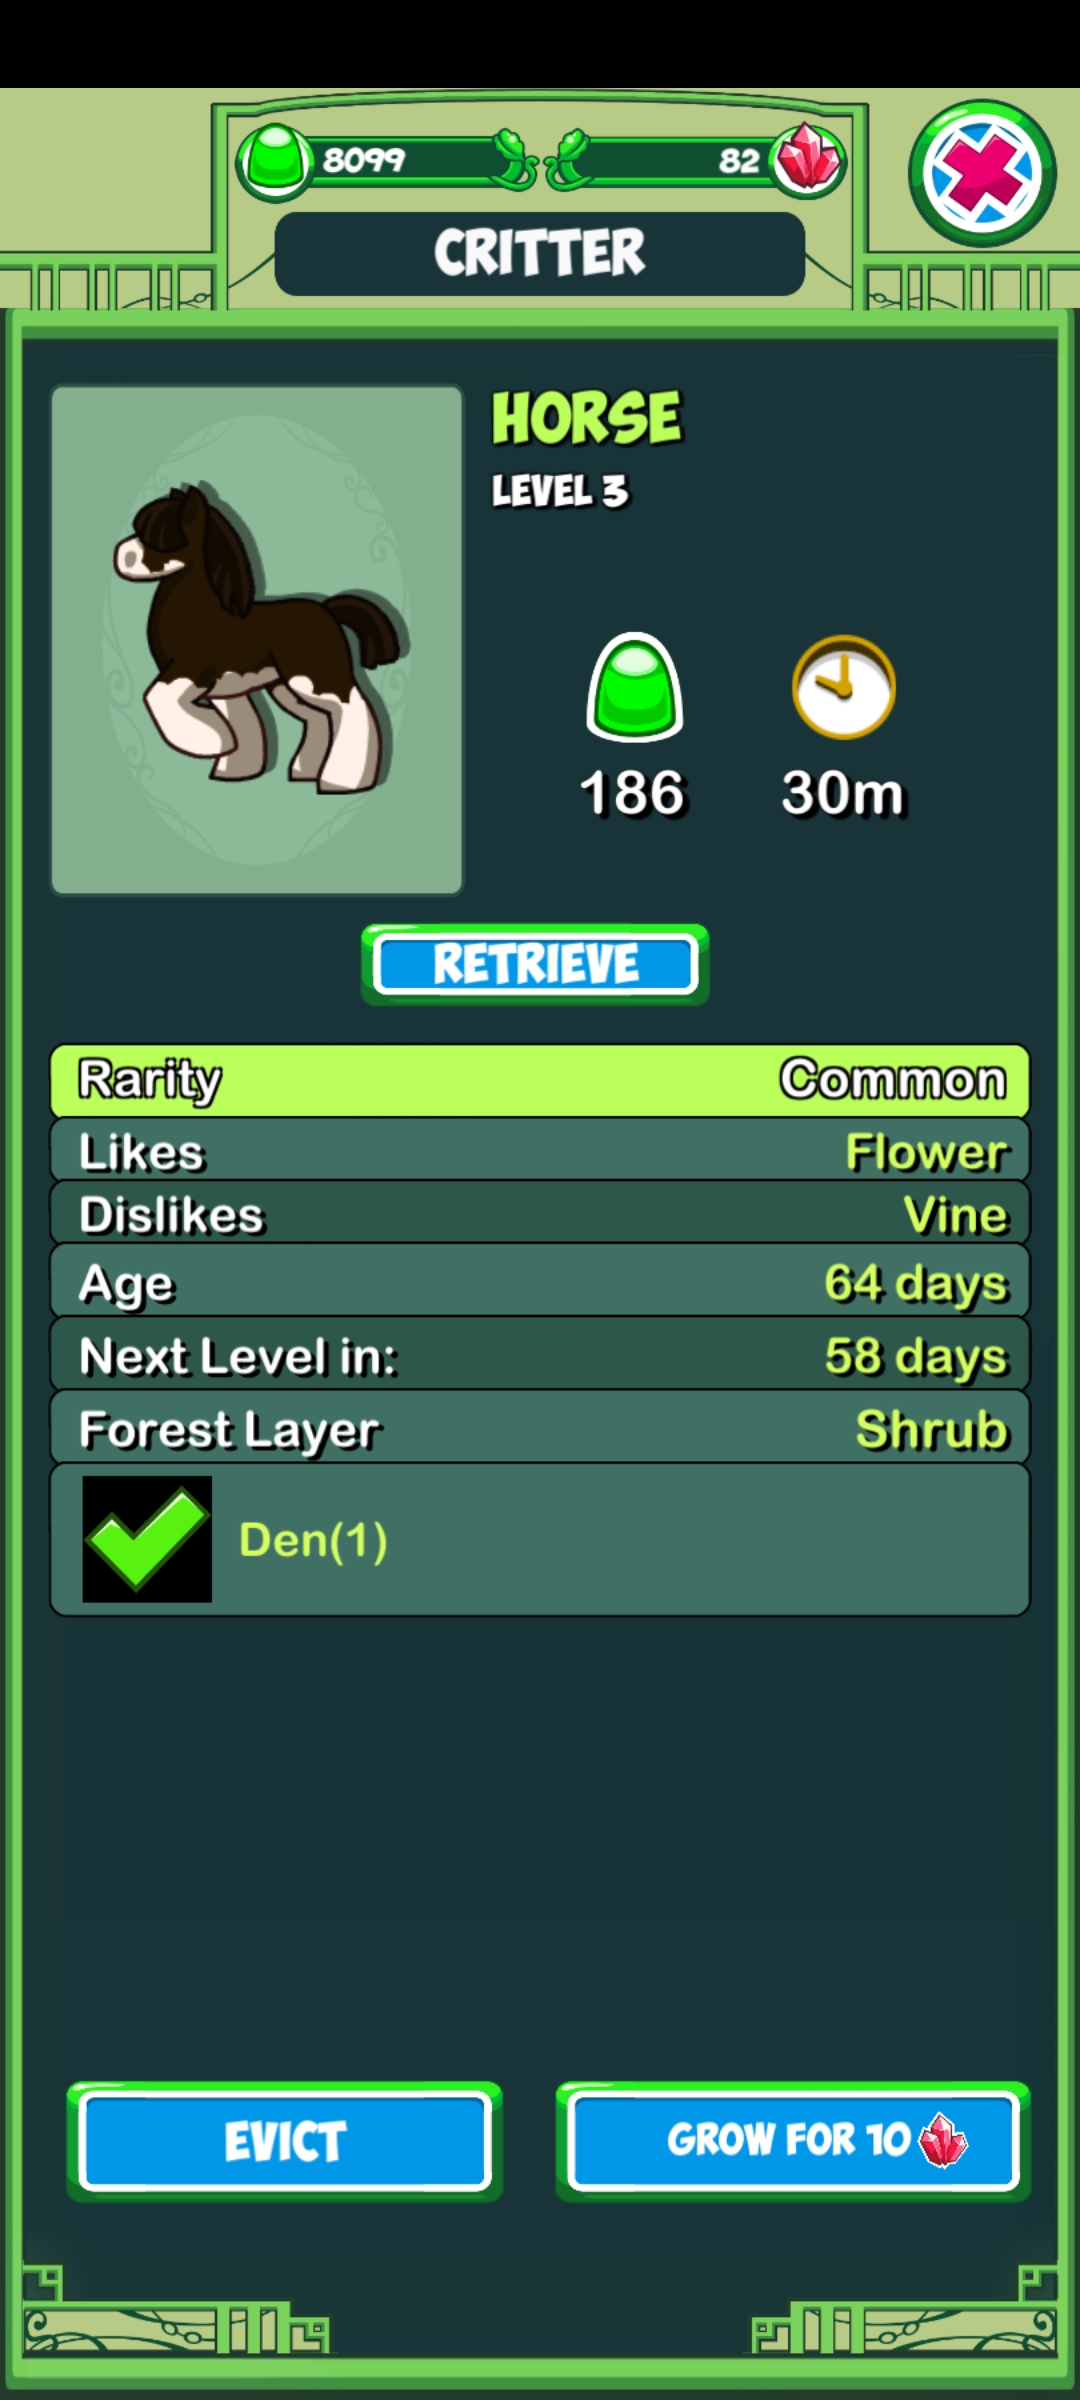 8099 82
CRITTER
HORSE
LEVEL 3
186 30m
RETRIEVE
Rarity Common
Likes Flower
Dislikes Vine
Age 64 days
Next Level in: 58 days
Forest Layer Shrub
Den(1)
EVICT GROW FOR 10